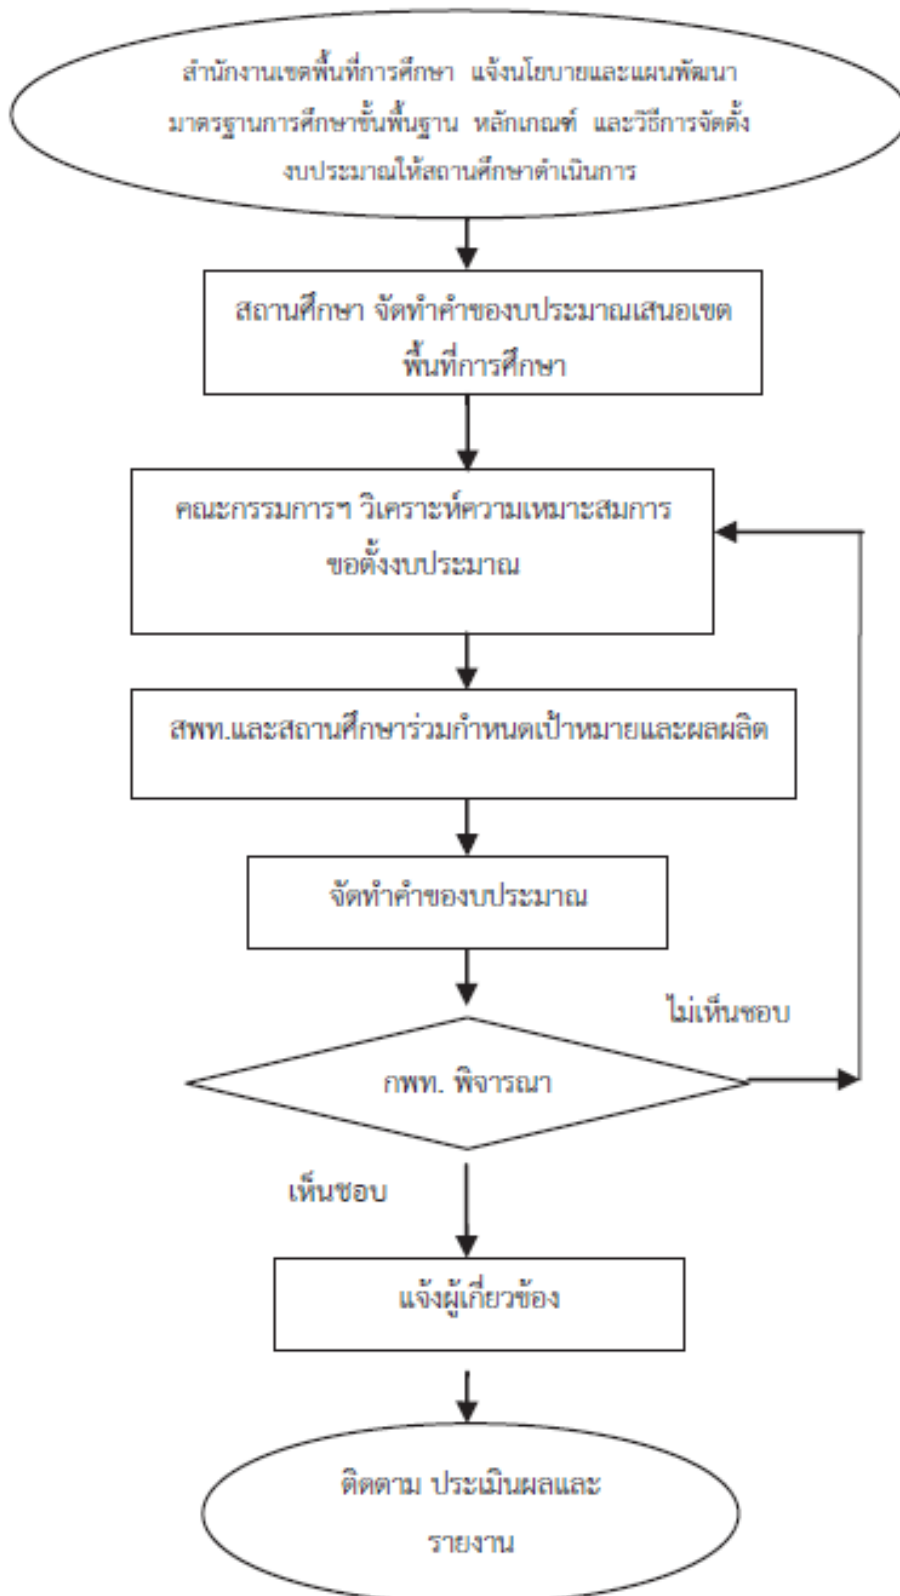 สำนักงานเขตพื้นที่การศึกษา แจ้งนโยบายและแผนพัฒนา
มาตรฐานการศึกษาขั้นพื้นฐาน หลักเกณฑ์ และวิธีการจัดตั้ง
งบประมาณให้สถานศึกษาดำเนินการ
สถานศึกษา จัดทำคำของบประมาณเสนอเขต
พื้นที่การศึกษา
คณะกรรมการฯ วิเคราะห์ความเหมาะสมการ
ขอตั้งงบประมาณ
สพท.และสถานศึกษาร่วมกำหนดเป้าหมายและผลผลิต
จัดทำคำของบประมาณ
ไม่เห็นชอบ
กพท. พิจารณา
เห็นชอบ
แจ้งผู้เกี่ยวข้อง
ติดตาม ประเมินผลและ
รายงาน